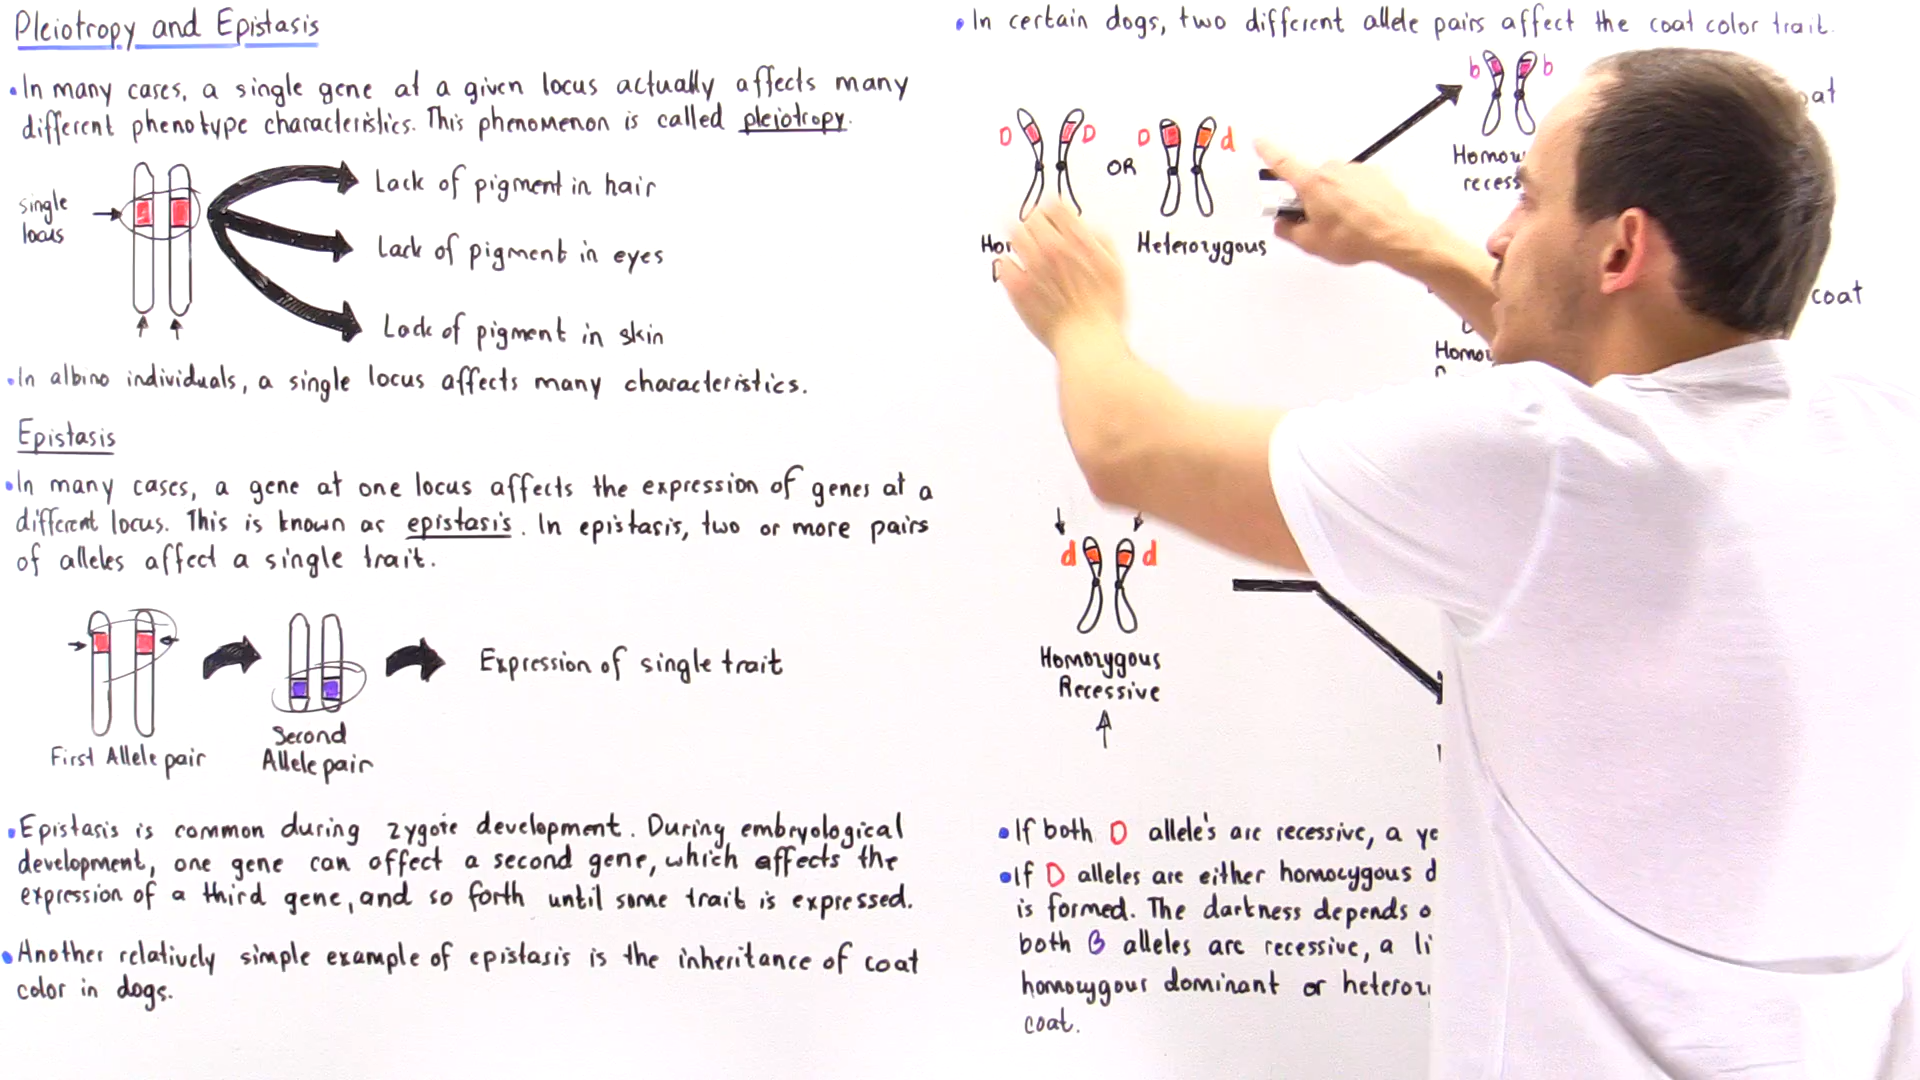 Pleiotropy and Epistasis
• In many cases, a single gene at a given locus actually affects many
different phenotype characteristics. This phenomenon is called pleiotropy.
single
locus
Lack of pigment in hair
Lack of pigment in eyes
Lack of pigment in skin
• In albino individuals, a single locus affects many characteristics.
Epistasis
• In many cases, a gene at one locus affects the expression of genes at a
different locus. This is known as epistasis. In epistasis, two or more pairs
of alleles affect a single trait.
Expression of single trait
First Allele pair
Second
Allele pair
• Epistasis is common during zygote development. During embryological
development, one gene can affect a second gene, which affects the
expression of a third gene, and so forth until some trait is expressed.
• Another relatively simple example of epistasis is the inheritance of coat
color in dogs.
• In certain dogs, two different allele pairs affect the coat color trait.
b b
D D OR D d
Heterozygous
coat
d d
Homozygous
Recessive
• If both D allele's are recessive, a
• If D alleles are either homozygous
is formed. The darkness depends
both B alleles are recessive, a
homozygous dominant or
coat.